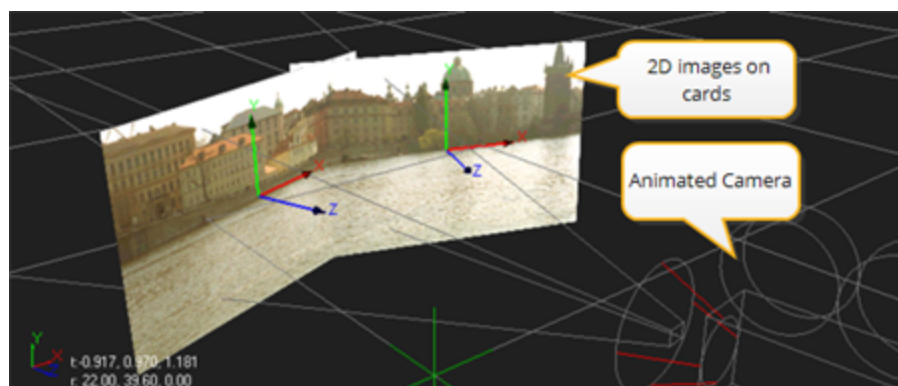 2D images on
cards
Animated Camera
Y
X
Z
Y
X
Z
Y
X
Z
t:-0.917, 0.970, 1.181
r: 22.00, 39.60, 0.00